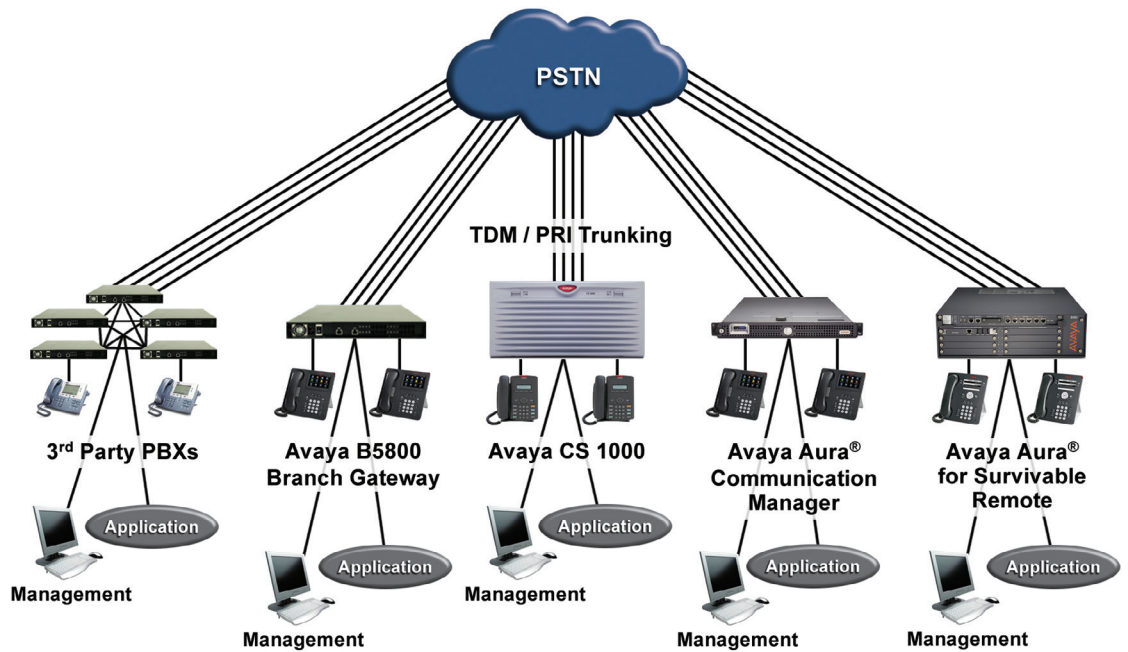 PSTN
TDM / PRI Trunking
AVAYA
3rd Party PBXs
Avaya B5800
Branch Gateway
Avaya CS 1000
Avaya Aura®
Communication
Manager
Avaya Aura®
for Survivable
Remote
Application
Management
Application
Management
Application
Management
Application
Management
Application
Management